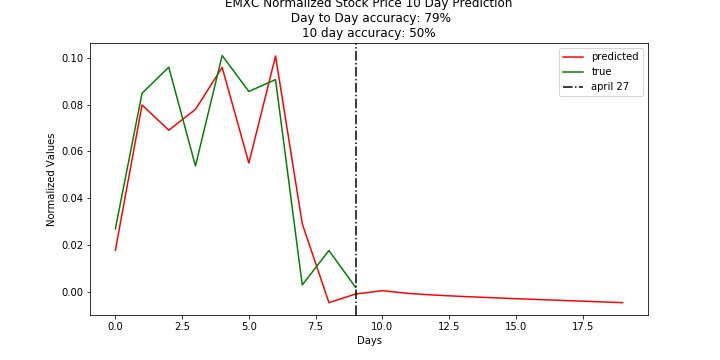 EMXC Normalized Stock Price 10 Day Prediction
Day to Day accuracy: 79%
10 day accuracy: 50%
predicted
true
april 27
Normalized Values
0.10
0.08
0.06
0.04
0.02
0.00
0.0 2.5 5.0 7.5 10.0 12.5 15.0 17.5
Days